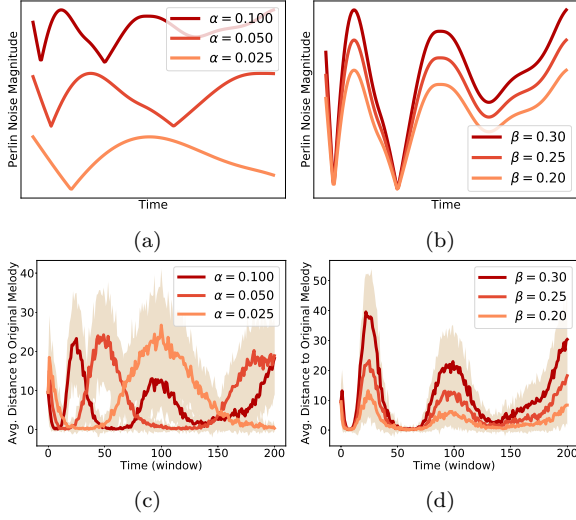 Perlin Noise Magnitude
α = 0.100
α = 0.050
α = 0.025
Time
(a)
Perlin Noise Magnitude
β = 0.30
β = 0.25
β = 0.20
Time
(b)
Avg. Distance to Original Melody
40
30
20
10
0
α = 0.100
α = 0.050
α = 0.025
0 50 100 150 200
Time (window)
(c)
Avg. Distance to Original Melody
50
40
30
20
10
0
β = 0.30
β = 0.25
β = 0.20
0 50 100 150 200
Time (window)
(d)